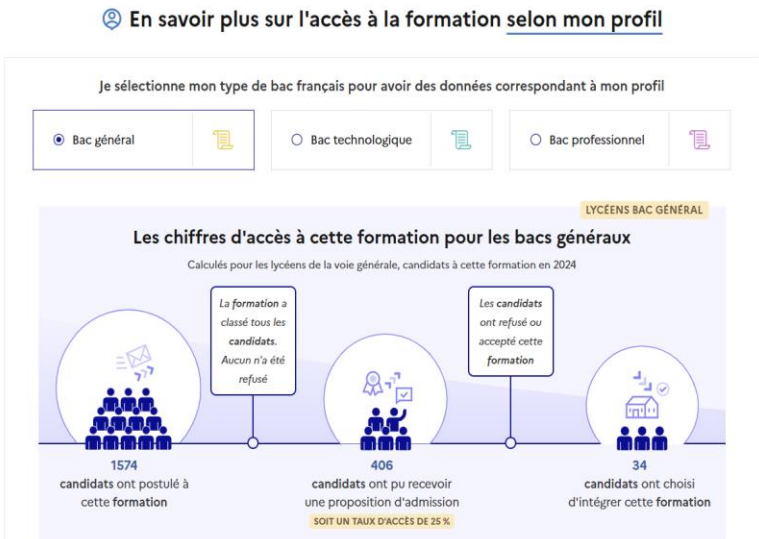 En savoir plus sur l'accès à la formation selon mon profil
Je sélectionne mon type de bac français pour avoir des données correspondant à mon profil
Bac général
Bac technologique
Bac professionnel
LYCÉENS BAC GÉNÉRAL
Les chiffres d'accès à cette formation pour les bacs généraux
Calculés pour les lycéens de la voie générale, candidats à cette formation en 2024
La formation a
classé tous les
candidats.
Aucun n'a été
refusé
Les candidats
ont refusé ou
accepté cette
formation
1574
candidats ont postulé à
cette formation
406
candidats ont pu recevoir
une proposition d'admission
SOIT UN TAUX D'ACCÈS DE 25 %
34
candidats ont choisi
d'intégrer cette formation